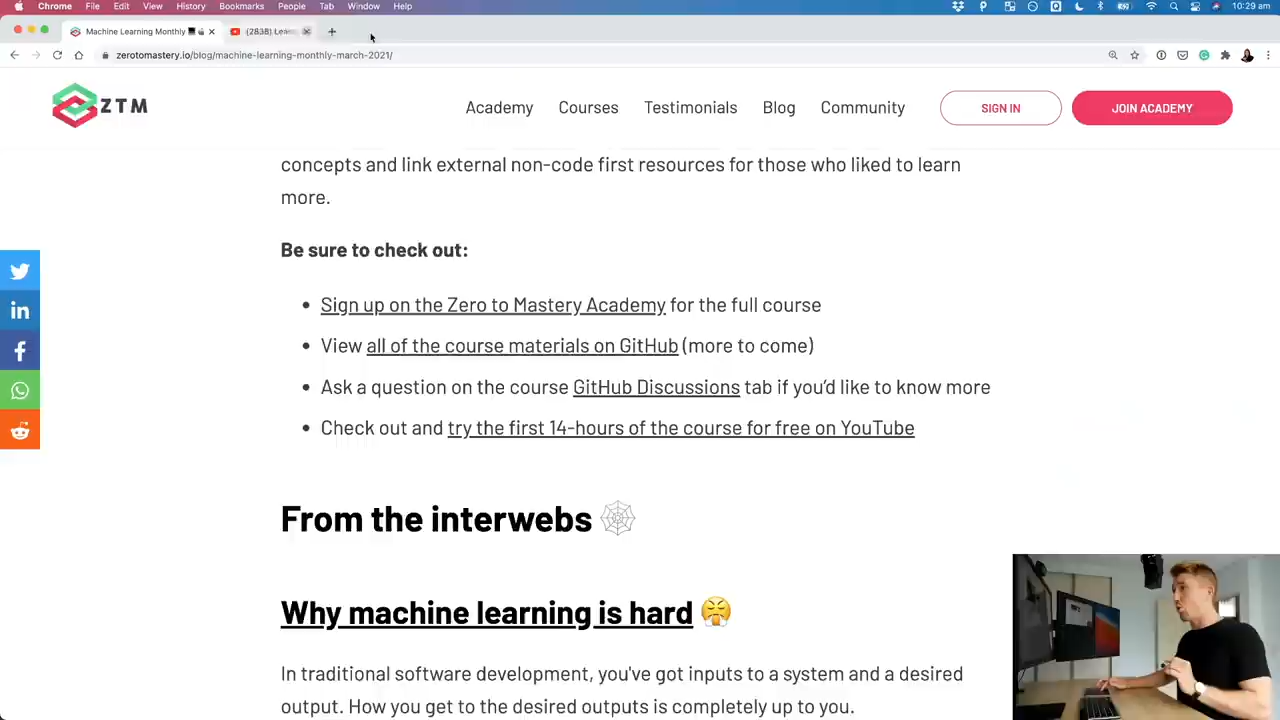 Chrome File Edit View History Bookmarks People Tab Window Help
10:29 am
Machine Learning Monthly
(2838) Learn
zerotomastery.io/blog/machine-learning-monthly-march-2021/
ZTM
Academy Courses Testimonials Blog Community SIGN IN JOIN ACADEMY
concepts and link external non-code first resources for those who liked to learn
more.
Be sure to check out:
• Sign up on the Zero to Mastery Academy for the full course
• View all of the course materials on GitHub (more to come)
• Ask a question on the course GitHub Discussions tab if you’d like to know more
• Check out and try the first 14-hours of the course for free on YouTube
From the interwebs 🕸
Why machine learning is hard 😤
In traditional software development, you've got inputs to a system and a desired
output. How you get to the desired outputs is completely up to you.